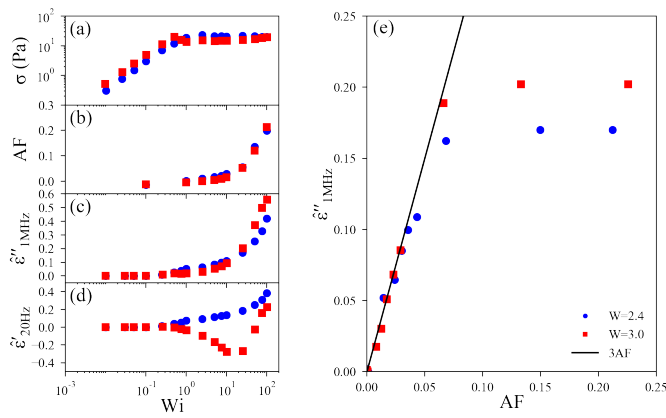 (a)
σ (Pa)
10²
10¹
10⁰
0.3
(b)
AF
0.2
0.1
0.0
0.6
(c)
ε̂″1MHz
0.5
0.4
0.3
0.2
0.1
0.0
(d)
ε̂′20Hz
0.4
0.2
0.0
−0.2
−0.4
10⁻³
10⁻¹
10⁰
10¹
10²
Wi
(e)
ε̂″1MHz
0.25
0.20
0.15
0.10
0.05
0.00
0.00
0.05
0.10
0.15
0.20
0.25
AF
W=2.4
W=3.0
3AF